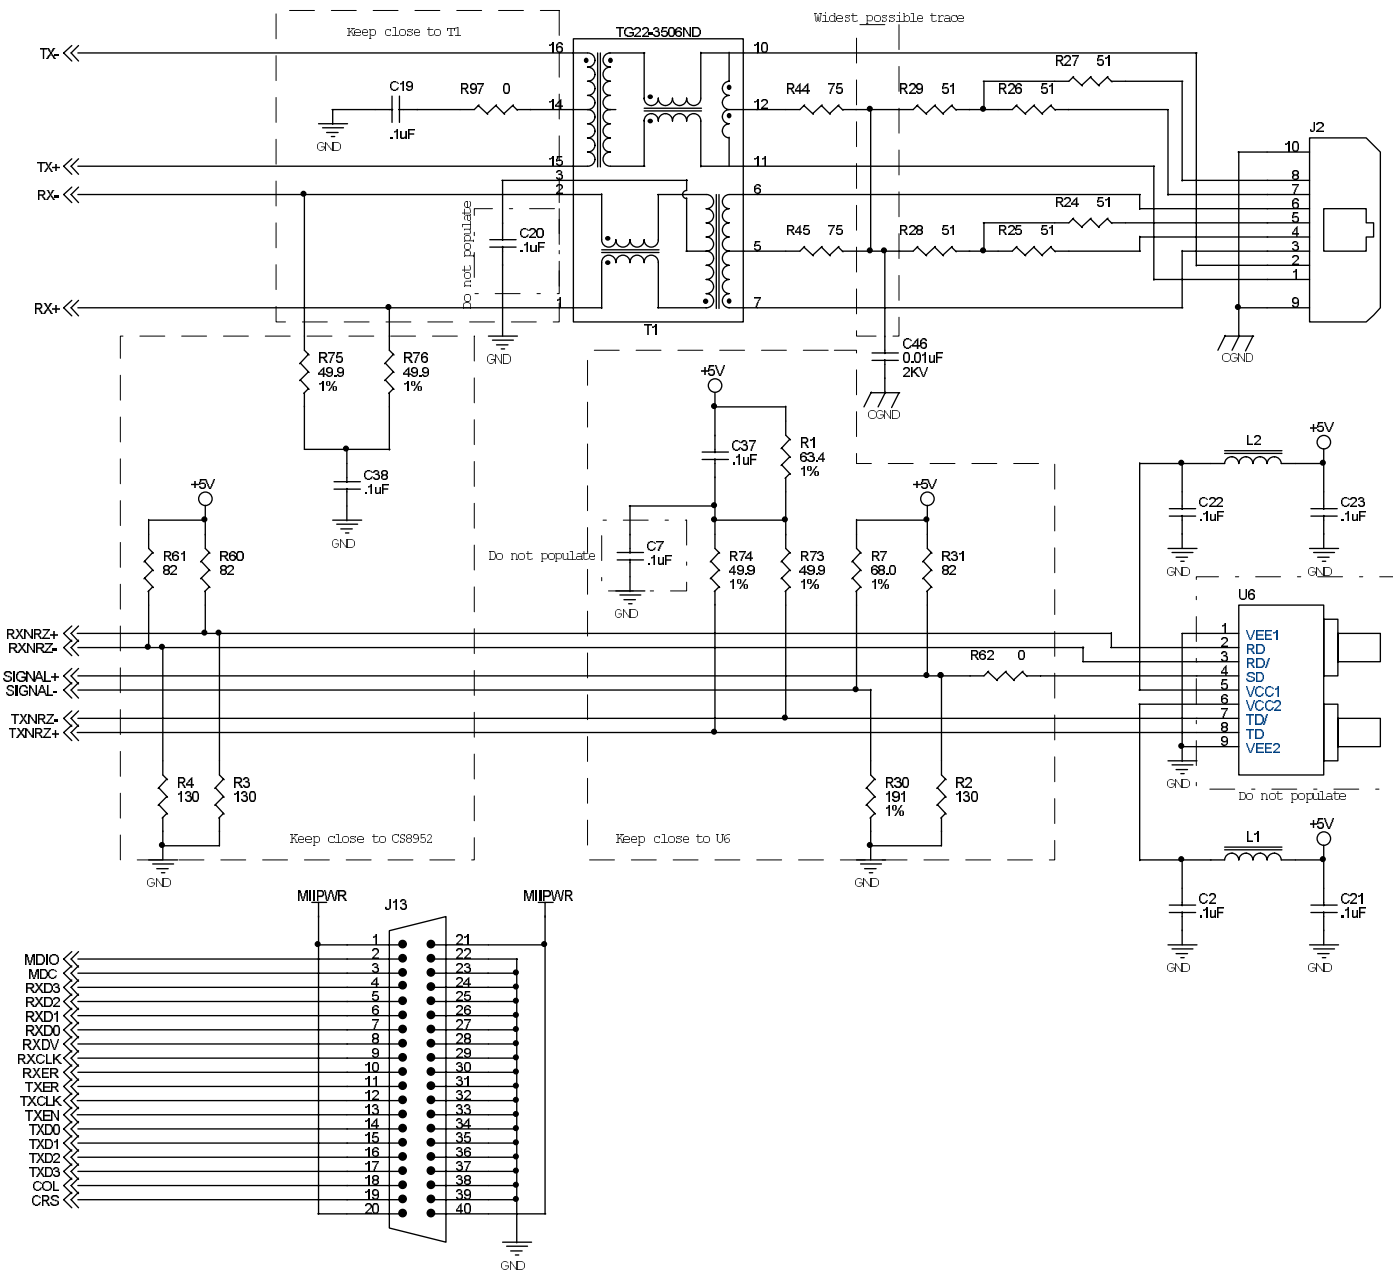 Keep close to T1
TG22-3506ND
Widest possible trace
TX-
16
10
R27 51
C19
.1uF
R97 0
14
12
R44 75
R29 51
R26 51
GND
J2
TX+
15
11
10
RX-
3
2
6
R24 51
8
7
6
5
4
3
2
1
9
Do not populate
C20
.1uF
5
R45 75
R28 51
R25 51
RX+
1
7
T1
GND
CGND
R75
49.9
1%
R76
49.9
1%
C46
0.01uF
2KV
CGND
+5V
C37
.1uF
R1
63.4
1%
+5V
L2
C38
.1uF
GND
+5V
+5V
C22
.1uF
C23
.1uF
GND
GND
R61
82
R60
82
Do not populate
C7
.1uF
GND
R74
49.9
1%
R73
49.9
1%
R7
68.0
1%
R31
82
U6
RXNRZ+
RXNRZ-
SIGNAL+
SIGNAL-
TXNRZ-
TXNRZ+
R62 0
1 VEE1
2 RD
3 RD/
4 SD
5 VCC1
6 VCC2
7 TD/
8 TD
9 VEE2
GND
Do not populate
R4
130
R3
130
R30
191
1%
R2
130
Keep close to CS8952
Keep close to U6
GND
GND
+5V
L1
C2
.1uF
C21
.1uF
GND
GND
MIIPWR
J13
MIIPWR
1 21
MDIO 2 22
MDC 3 23
RXD3 4 24
RXD2 5 25
RXD1 6 26
RXD0 7 27
RXDV 8 28
RXCLK 9 29
RXER 10 30
TXER 11 31
TXCLK 12 32
TXEN 13 33
TXD0 14 34
TXD1 15 35
TXD2 16 36
TXD3 17 37
COL 18 38
CRS 19 39
20 40
GND